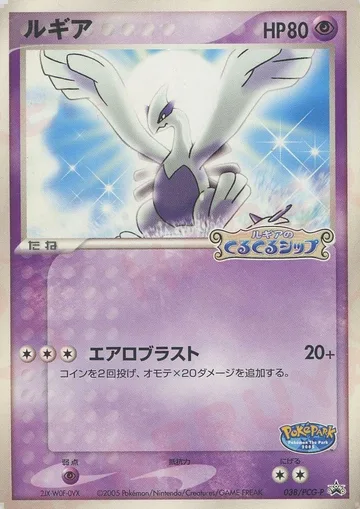 ルギア
HP80
たね
ルギアの
ぐるぐるシップ
エアロブラスト 20+
コインを2回投げ、オモテ×20ダメージを追加する。
POKÉPARK
Pokémon The Park
2005
弱点 抵抗力 にげる
©2005 Pokémon/Nintendo/Creatures/GAME FREAK
038/PCG-P